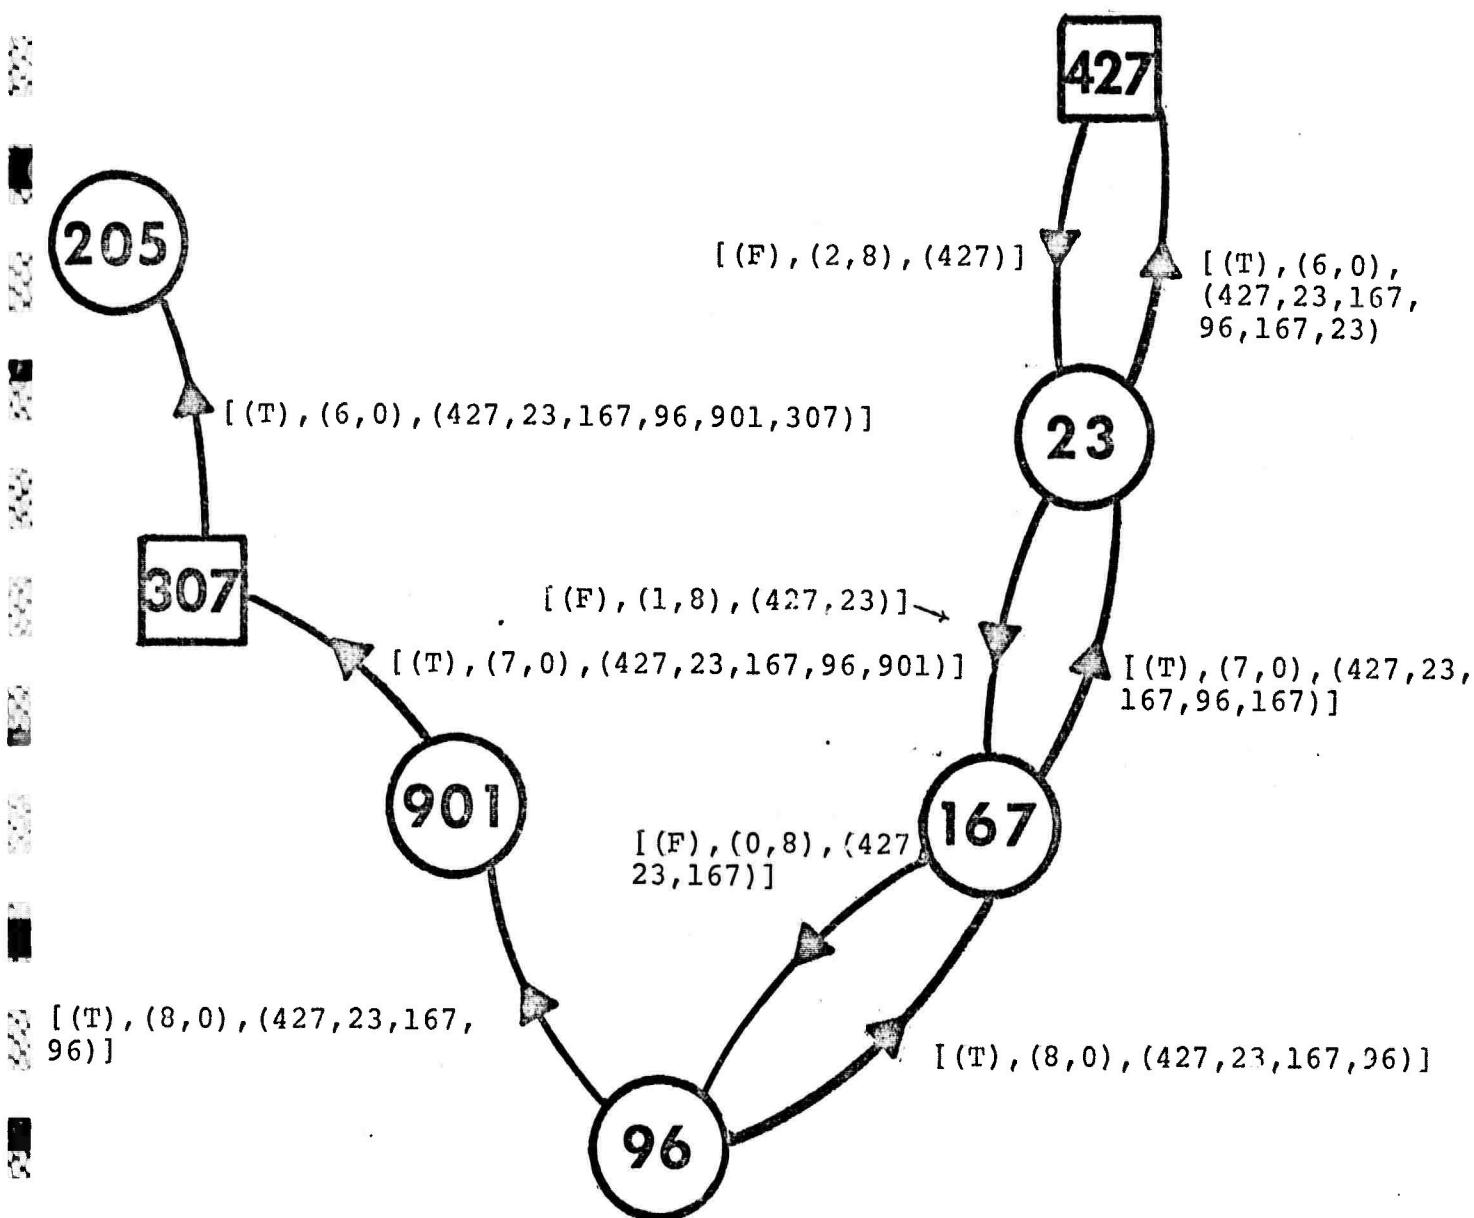 427
205
[(F),(2,8),(427)]
[(T),(6,0),
(427,23,167,
96,167,23)
[(T),(6,0),(427,23,167,96,901,307)]
23
307
[(F),(1,8),(427,23)]
[(T),(7,0),(427,23,167,96,901)]
[(T),(7,0),(427,23,
167,96,167)]
901
167
[(F),(0,8),(427
23,167)]
[(T),(8,0),(427,23,167,
96)]
[(T),(8,0),(427,23,167,96)]
96